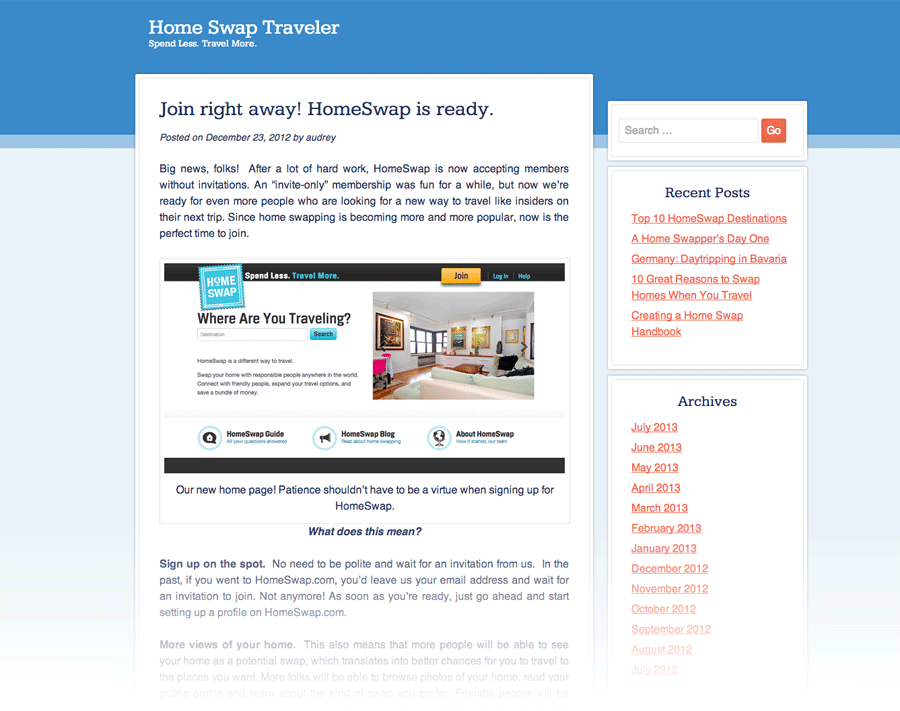 Home Swap Traveler
Spend Less. Travel More.
Join right away! HomeSwap is ready.
Posted on December 23, 2012 by audrey
Big news, folks!  After a lot of hard work, HomeSwap is now accepting members
without invitations. An “invite-only” membership was fun for a while, but now we’re
ready for even more people who are looking for a new way to travel like insiders on
their next trip. Since home swapping is becoming more and more popular, now is the
perfect time to join.
HOME
SWAP
Spend Less. Travel More.
Join
Log In
Help
Where Are You Traveling?
Destination
Search
HomeSwap is a different way to travel.
Swap your home with responsible people anywhere in the world.
Connect with friendly people, expand your travel options, and
save a bundle of money.
HomeSwap Guide
All your questions answered
HomeSwap Blog
Read about home swapping
About HomeSwap
How it started, our team
Our new home page! Patience shouldn’t have to be a virtue when signing up for
HomeSwap.
What does this mean?
Sign up on the spot.  No need to be polite and wait for an invitation from us.  In the
past, if you went to HomeSwap.com, you’d leave us your email address and wait for
an invitation to join. Not anymore! As soon as you’re ready, just go ahead and start
setting up a profile on HomeSwap.com.
More views of your home.  This also means that more people will be able to see
your home as a potential swap, which translates into better chances for you to travel to
the places you want. More folks will be able to browse photos of your home, read your
public profile and learn about the kind of swap you prefer. Friendly people will be
Search ...
Go
Recent Posts
Top 10 HomeSwap Destinations
A Home Swapper’s Day One
Germany: Daytripping in Bavaria
10 Great Reasons to Swap
Homes When You Travel
Creating a Home Swap
Handbook
Archives
July 2013
June 2013
May 2013
April 2013
March 2013
February 2013
January 2013
December 2012
November 2012
October 2012
September 2012
August 2012
July 2012